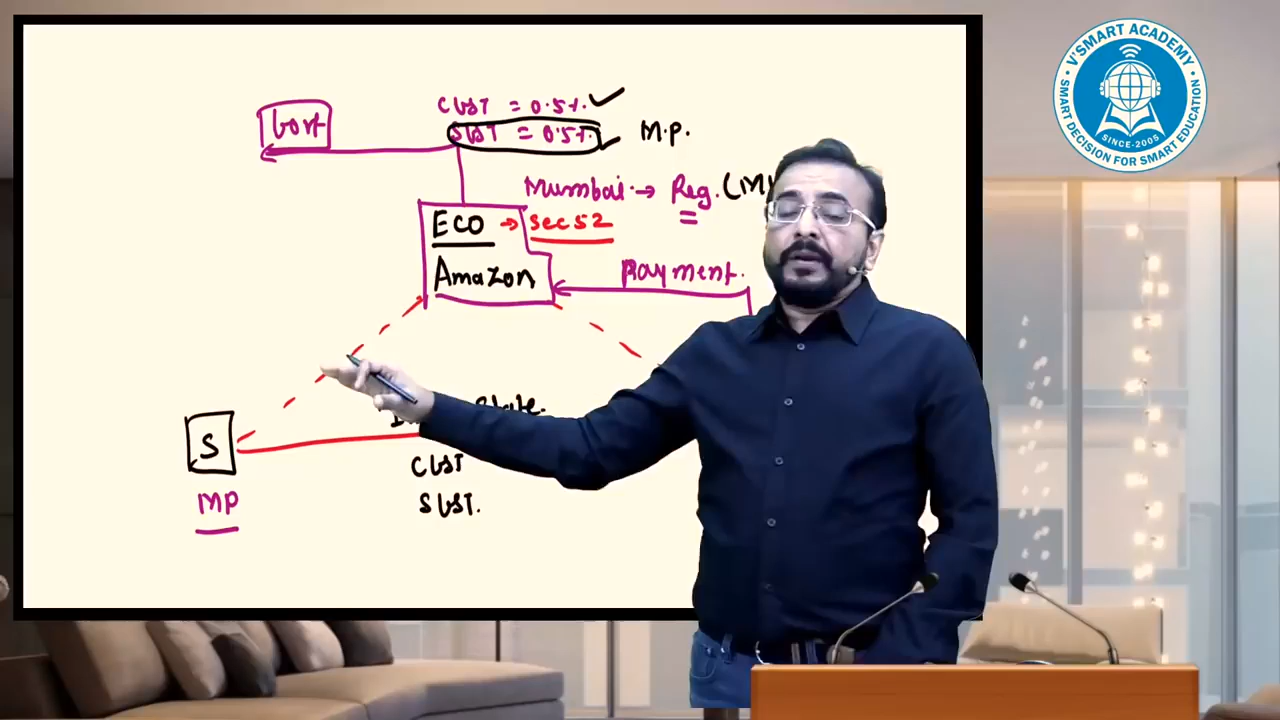 CGST = 0.5%.
Govt
SGST = 0.5%. M.P.
Mumbai → Reg. (M
ECO → Sec 52
Amazon
Payment.
State.
S
CGST
MP
SGST.
V'SMART ACADEMY
SINCE-2005
SMART DECISION FOR SMART EDUCATION